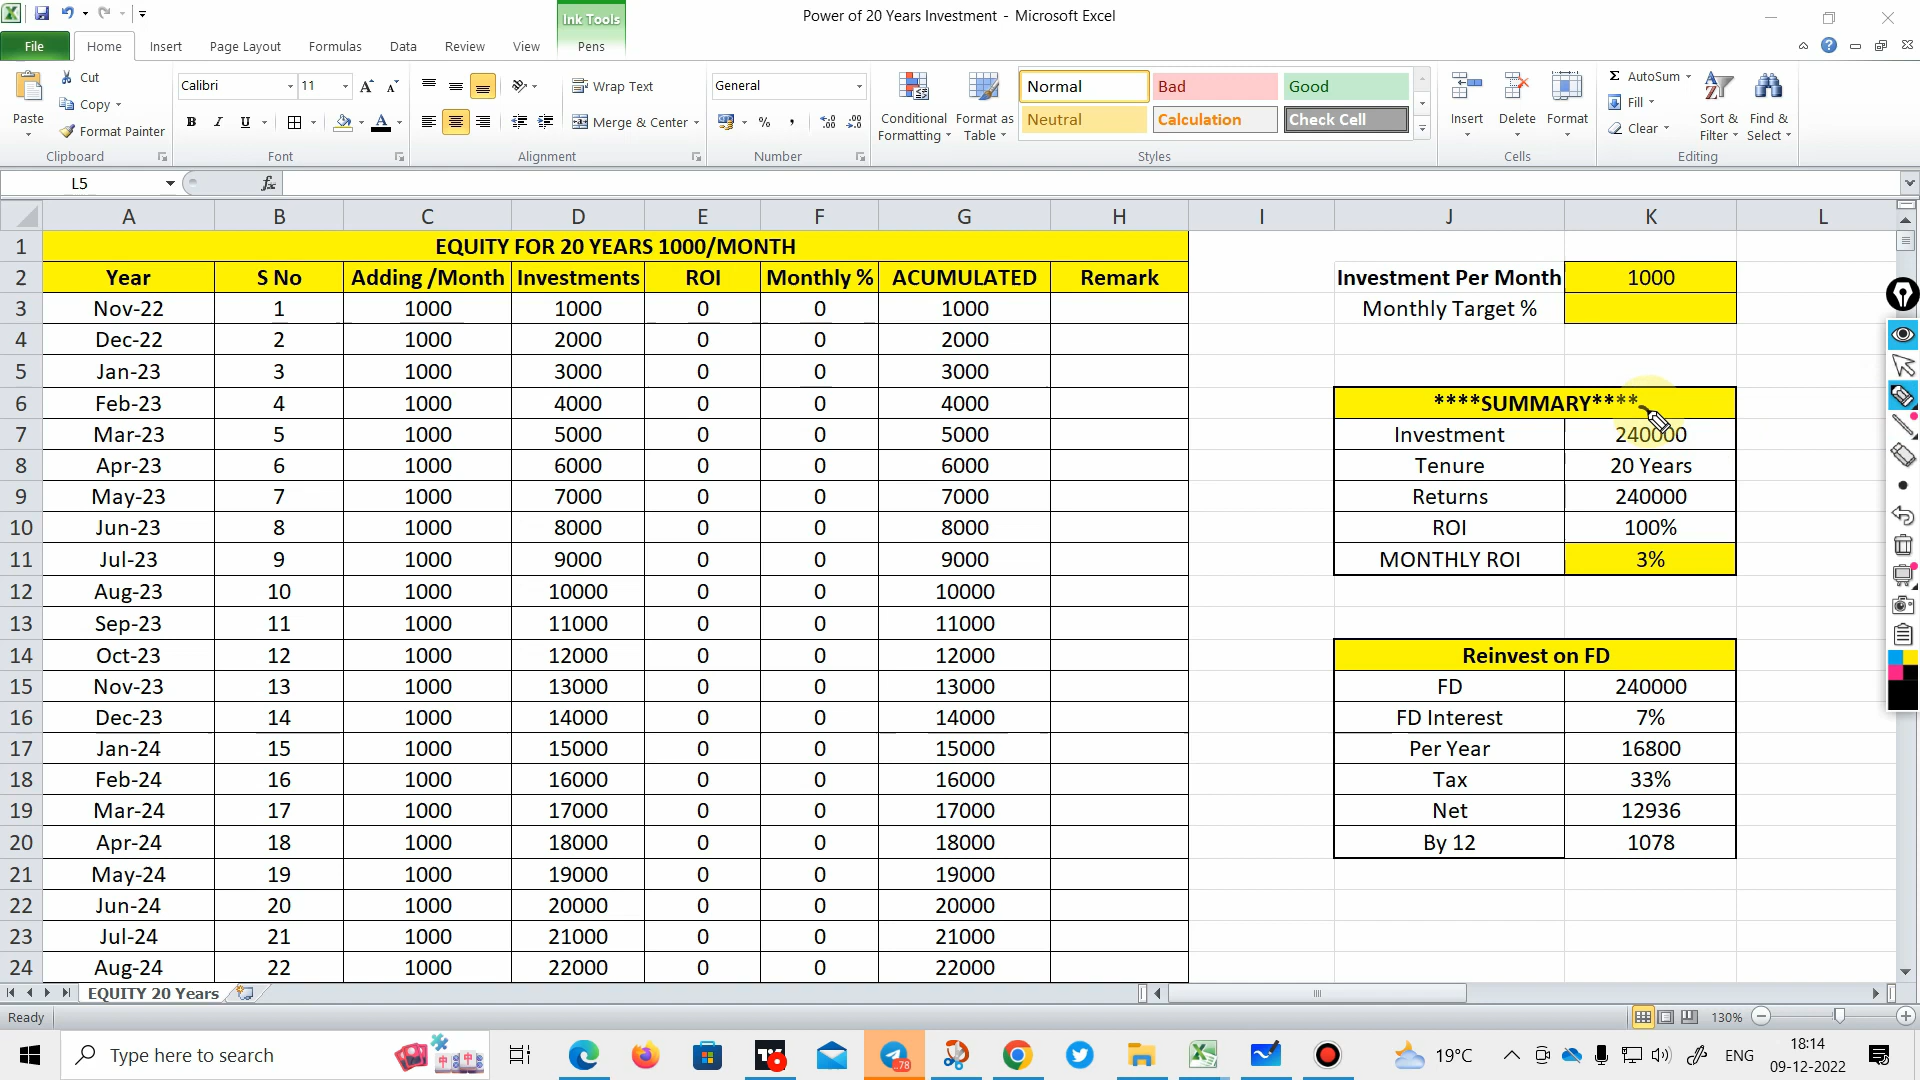 Power of 20 Years Investment - Microsoft Excel
Ink Tools
File Home Insert Page Layout Formulas Data Review View Pens
Paste
Cut
Copy
Format Painter
Clipboard
Calibri 11
B I U
Font
Wrap Text
Merge & Center
Alignment
General
%
Number
Conditional Formatting
Format as Table
Normal Bad Good
Neutral Calculation Check Cell
Styles
Insert Delete Format
Cells
Σ AutoSum
Fill
Clear
Sort & Filter
Find & Select
Editing
L5 fx
A B C D E F G H I J K L
1 EQUITY FOR 20 YEARS 1000/MONTH
2 Year S No Adding /Month Investments ROI Monthly % ACUMULATED Remark Investment Per Month 1000
3 Nov-22 1 1000 1000 0 0 1000 Monthly Target %
4 Dec-22 2 1000 2000 0 0 2000
5 Jan-23 3 1000 3000 0 0 3000
6 Feb-23 4 1000 4000 0 0 4000 ****SUMMARY****
7 Mar-23 5 1000 5000 0 0 5000 Investment 240000
8 Apr-23 6 1000 6000 0 0 6000 Tenure 20 Years
9 May-23 7 1000 7000 0 0 7000 Returns 240000
10 Jun-23 8 1000 8000 0 0 8000 ROI 100%
11 Jul-23 9 1000 9000 0 0 9000 MONTHLY ROI 3%
12 Aug-23 10 1000 10000 0 0 10000
13 Sep-23 11 1000 11000 0 0 11000
14 Oct-23 12 1000 12000 0 0 12000 Reinvest on FD
15 Nov-23 13 1000 13000 0 0 13000 FD 240000
16 Dec-23 14 1000 14000 0 0 14000 FD Interest 7%
17 Jan-24 15 1000 15000 0 0 15000 Per Year 16800
18 Feb-24 16 1000 16000 0 0 16000 Tax 33%
19 Mar-24 17 1000 17000 0 0 17000 Net 12936
20 Apr-24 18 1000 18000 0 0 18000 By 12 1078
21 May-24 19 1000 19000 0 0 19000
22 Jun-24 20 1000 20000 0 0 20000
23 Jul-24 21 1000 21000 0 0 21000
24 Aug-24 22 1000 22000 0 0 22000
EQUITY 20 Years
Ready 130%
Type here to search 19°C ENG 18:14
09-12-2022